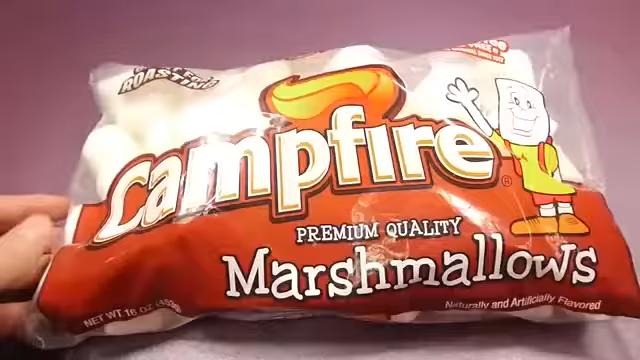 ROASTING
Campfire®
PREMIUM QUALITY
Marshmallows
NET WT 16 OZ
Naturally and Artificially Flavored